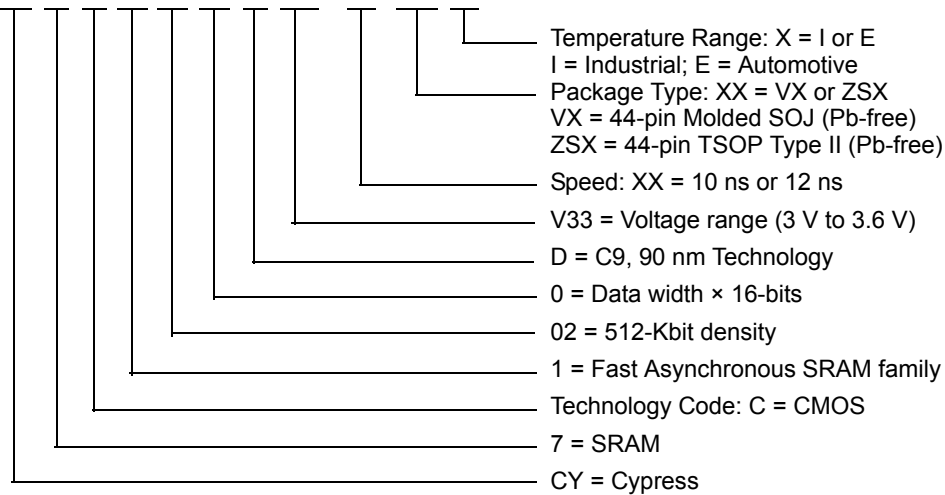 Temperature Range: X = I or E
I = Industrial; E = Automotive
Package Type: XX = VX or ZSX
VX = 44-pin Molded SOJ (Pb-free)
ZSX = 44-pin TSOP Type II (Pb-free)
Speed: XX = 10 ns or 12 ns
V33 = Voltage range (3 V to 3.6 V)
D = C9, 90 nm Technology
0 = Data width × 16-bits
02 = 512-Kbit density
1 = Fast Asynchronous SRAM family
Technology Code: C = CMOS
7 = SRAM
CY = Cypress